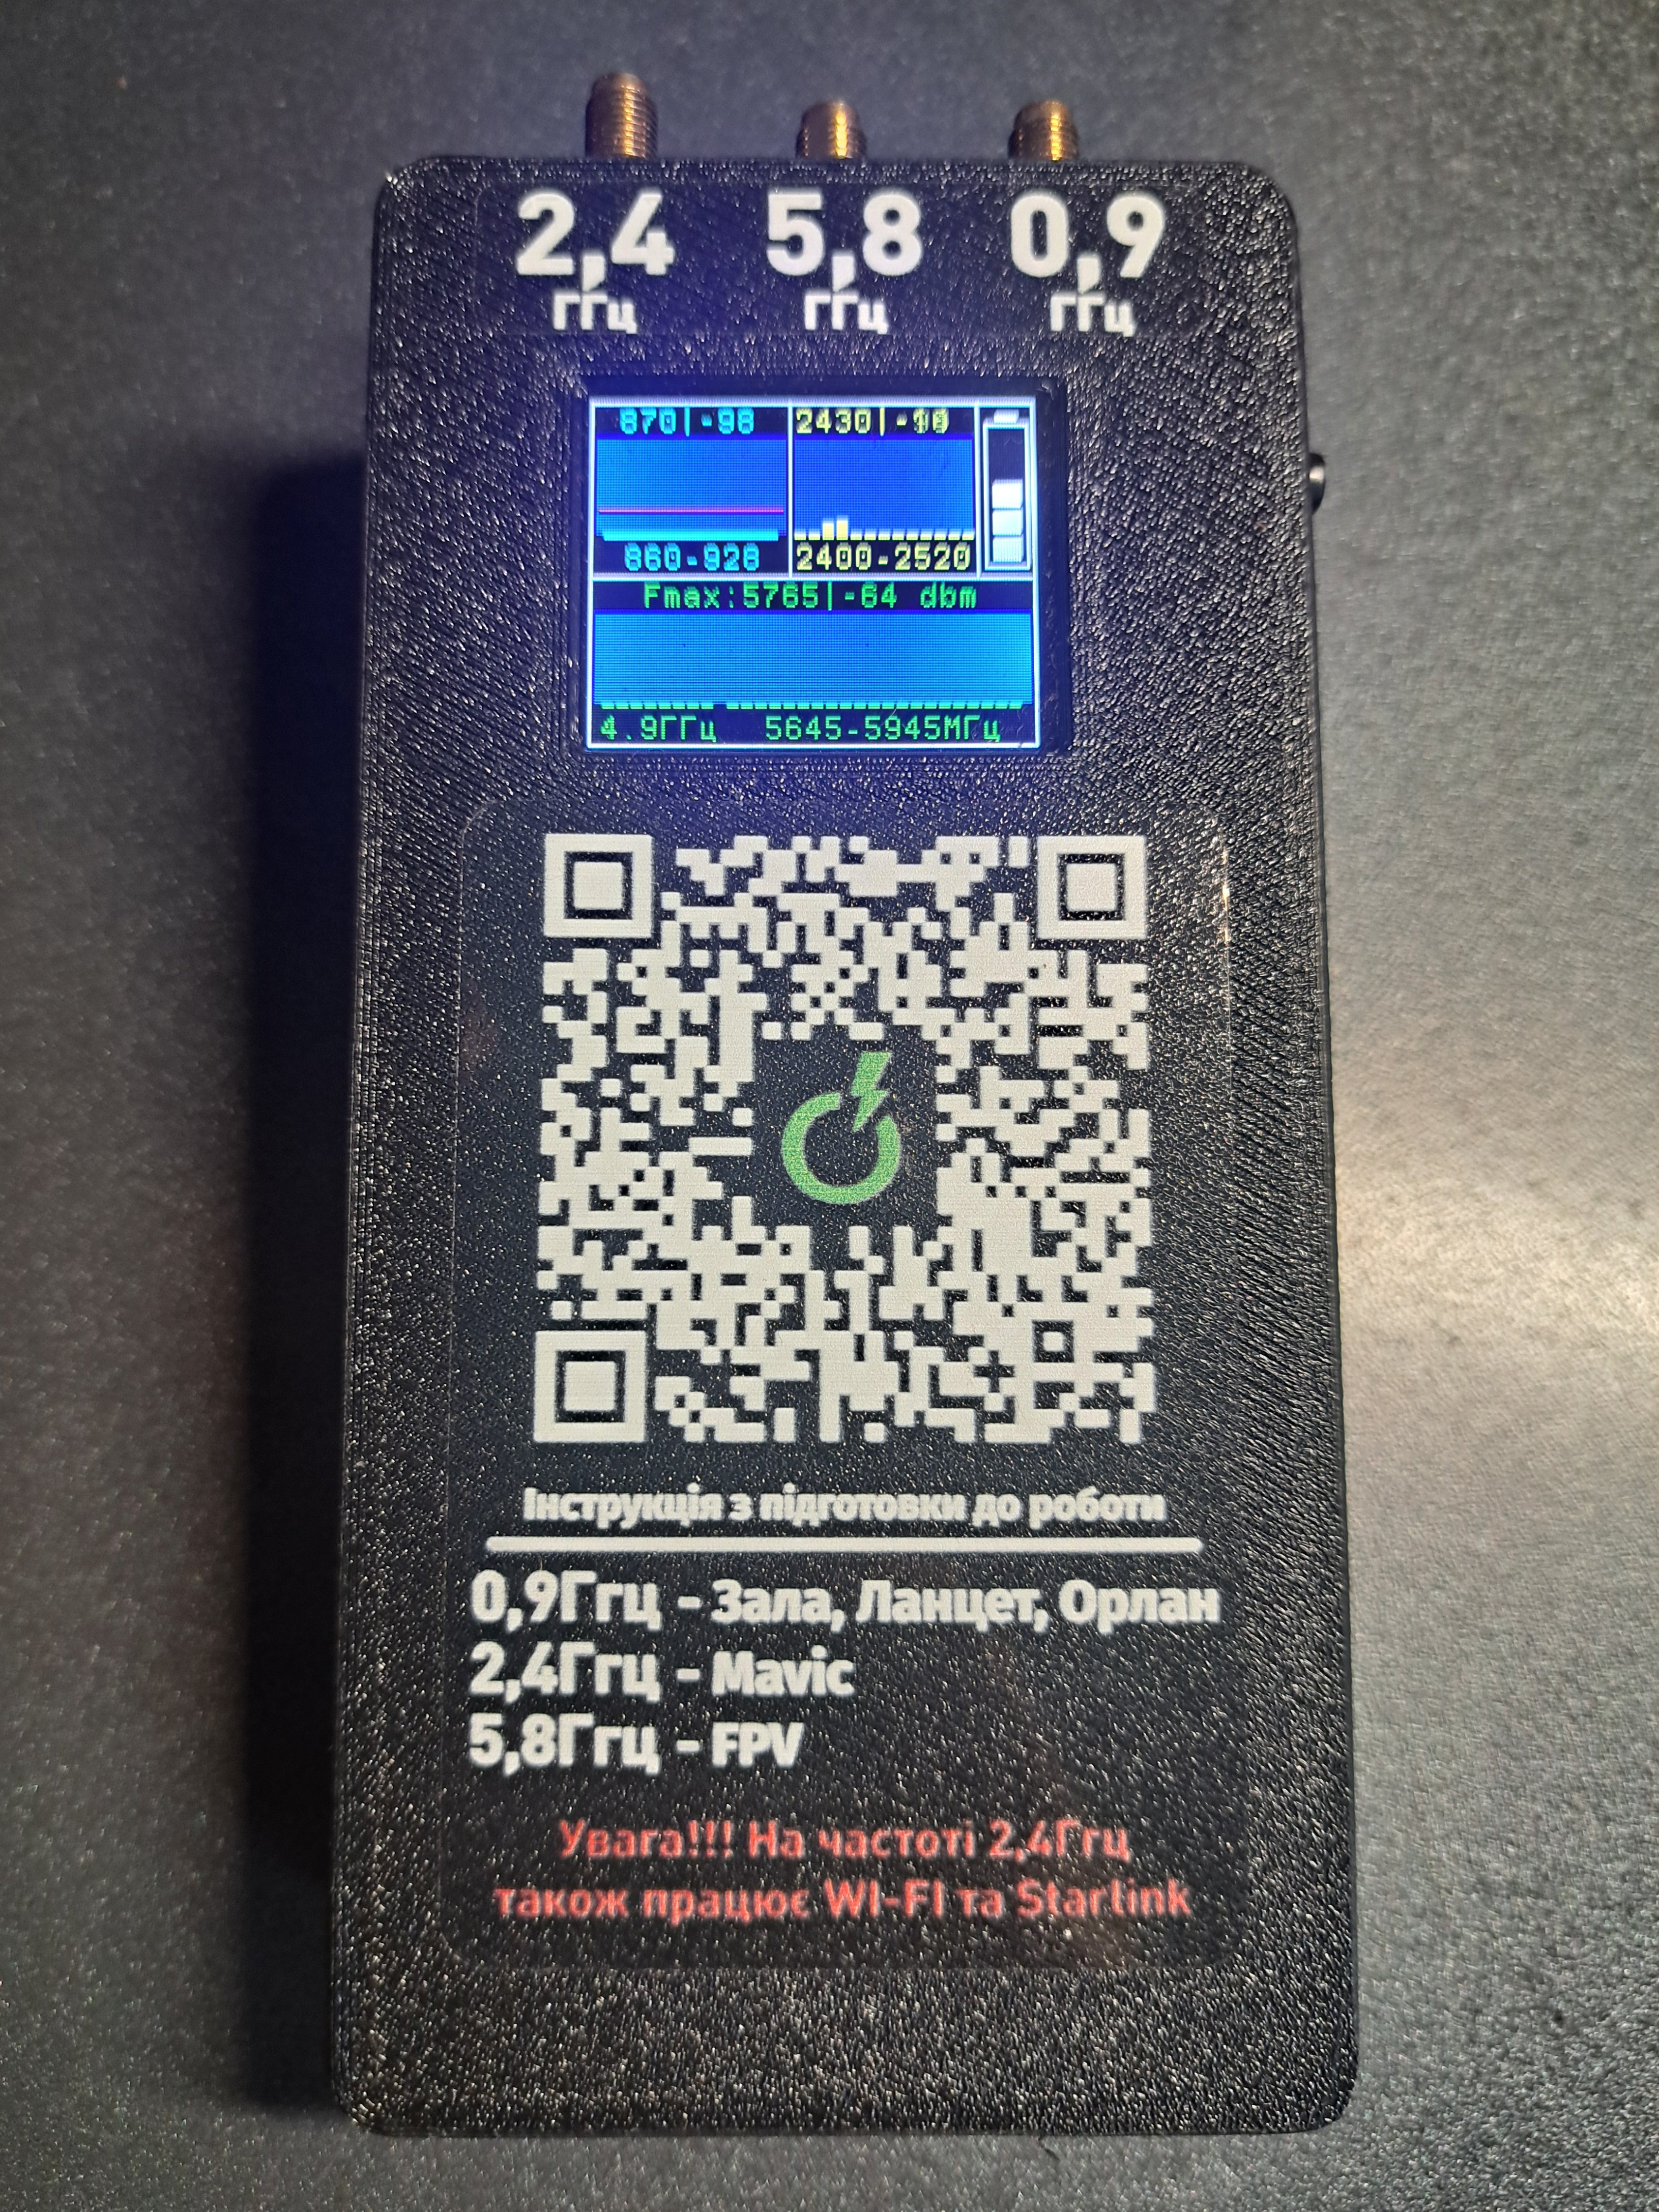 2,4 5,8 0,9
ГГц ГГц ГГц
870|-98 2430|
860-928 2400-2520
Fmax:5765|-64 dbm
4.9ГГц 5645-5945МГц
Інструкція з підготовки до роботи
0,9Ггц - Зала, Ланцет, Орлан
2,4Ггц - Mavic
5,8Ггц - FPV
Увага!!! На частоті 2,4Ггц
також працює WI-FI та Starlink